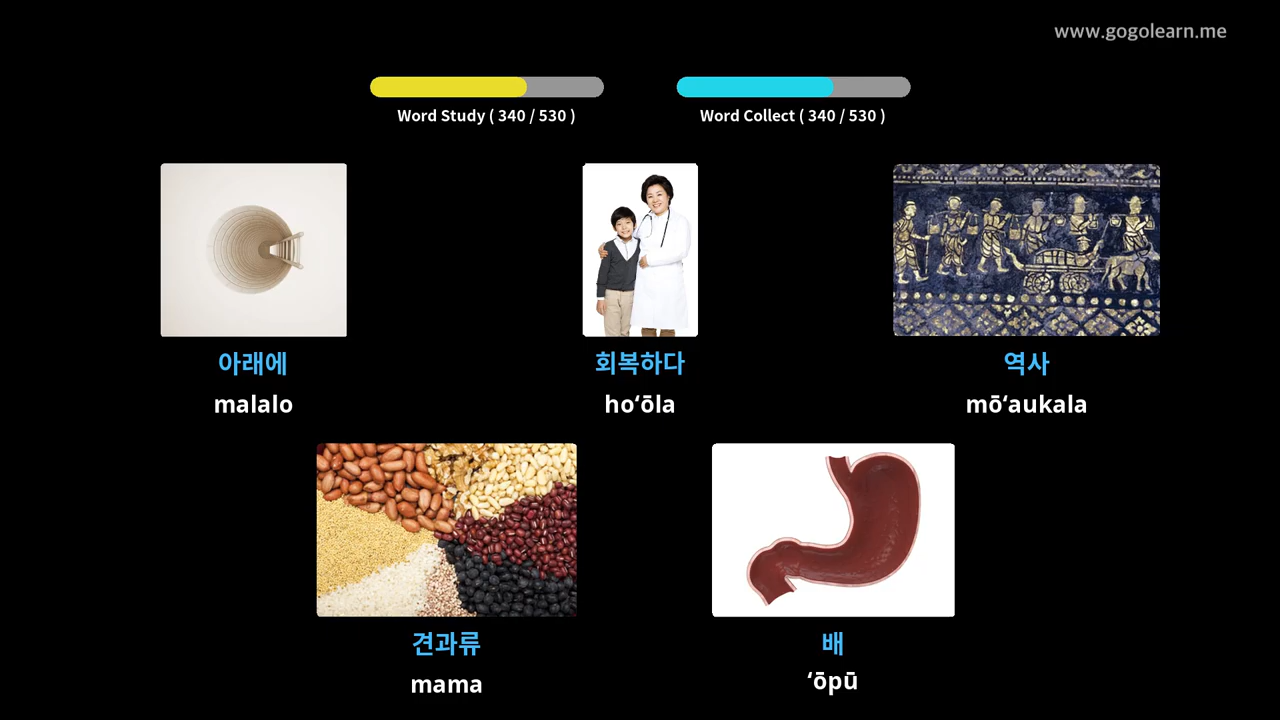 www.gogolearn.me
Word Study ( 340 / 530 )
Word Collect ( 340 / 530 )
아래에
malalo
회복하다
hoʻōla
역사
mōʻaukala
견과류
mama
배
ʻōpū